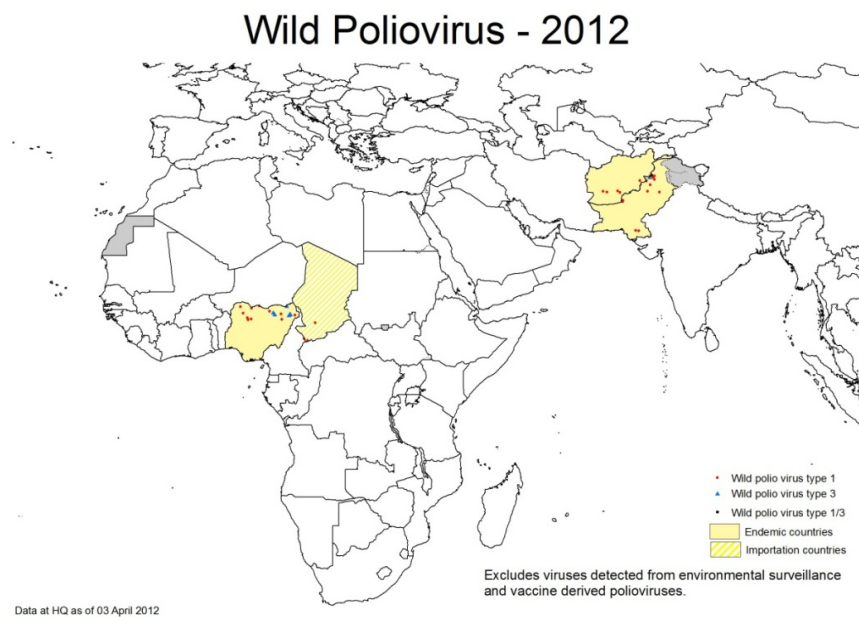 Wild Poliovirus - 2012
Wild polio virus type 1
Wild polio virus type 3
Wild polio virus type 1/3
Endemic countries
Importation countries
Excludes viruses detected from environmental surveillance
and vaccine derived polioviruses.
Data at HQ as of 03 April 2012